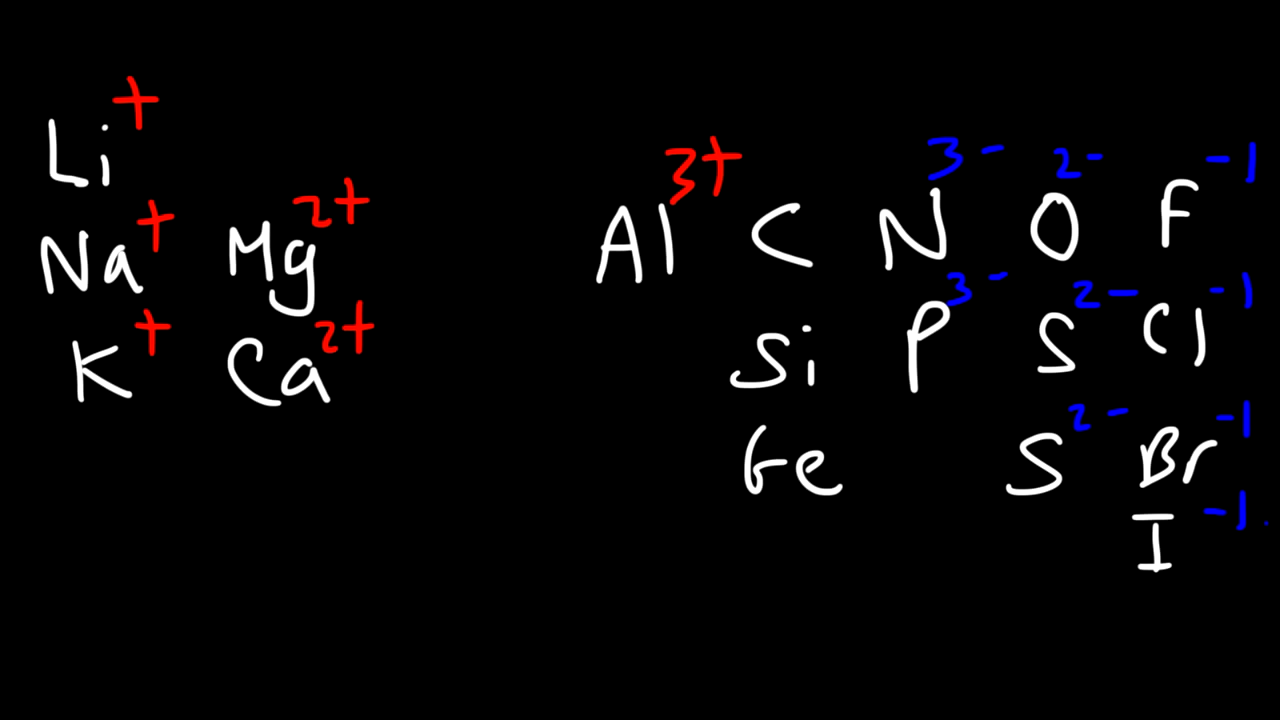 Li⁺
Na⁺ Mg²⁺ Al³⁺ C N³⁻ O²⁻ F⁻¹
K⁺ Ca²⁺ Si P³⁻ S²⁻ Cl⁻¹
Ge S²⁻ Br⁻¹
I⁻¹